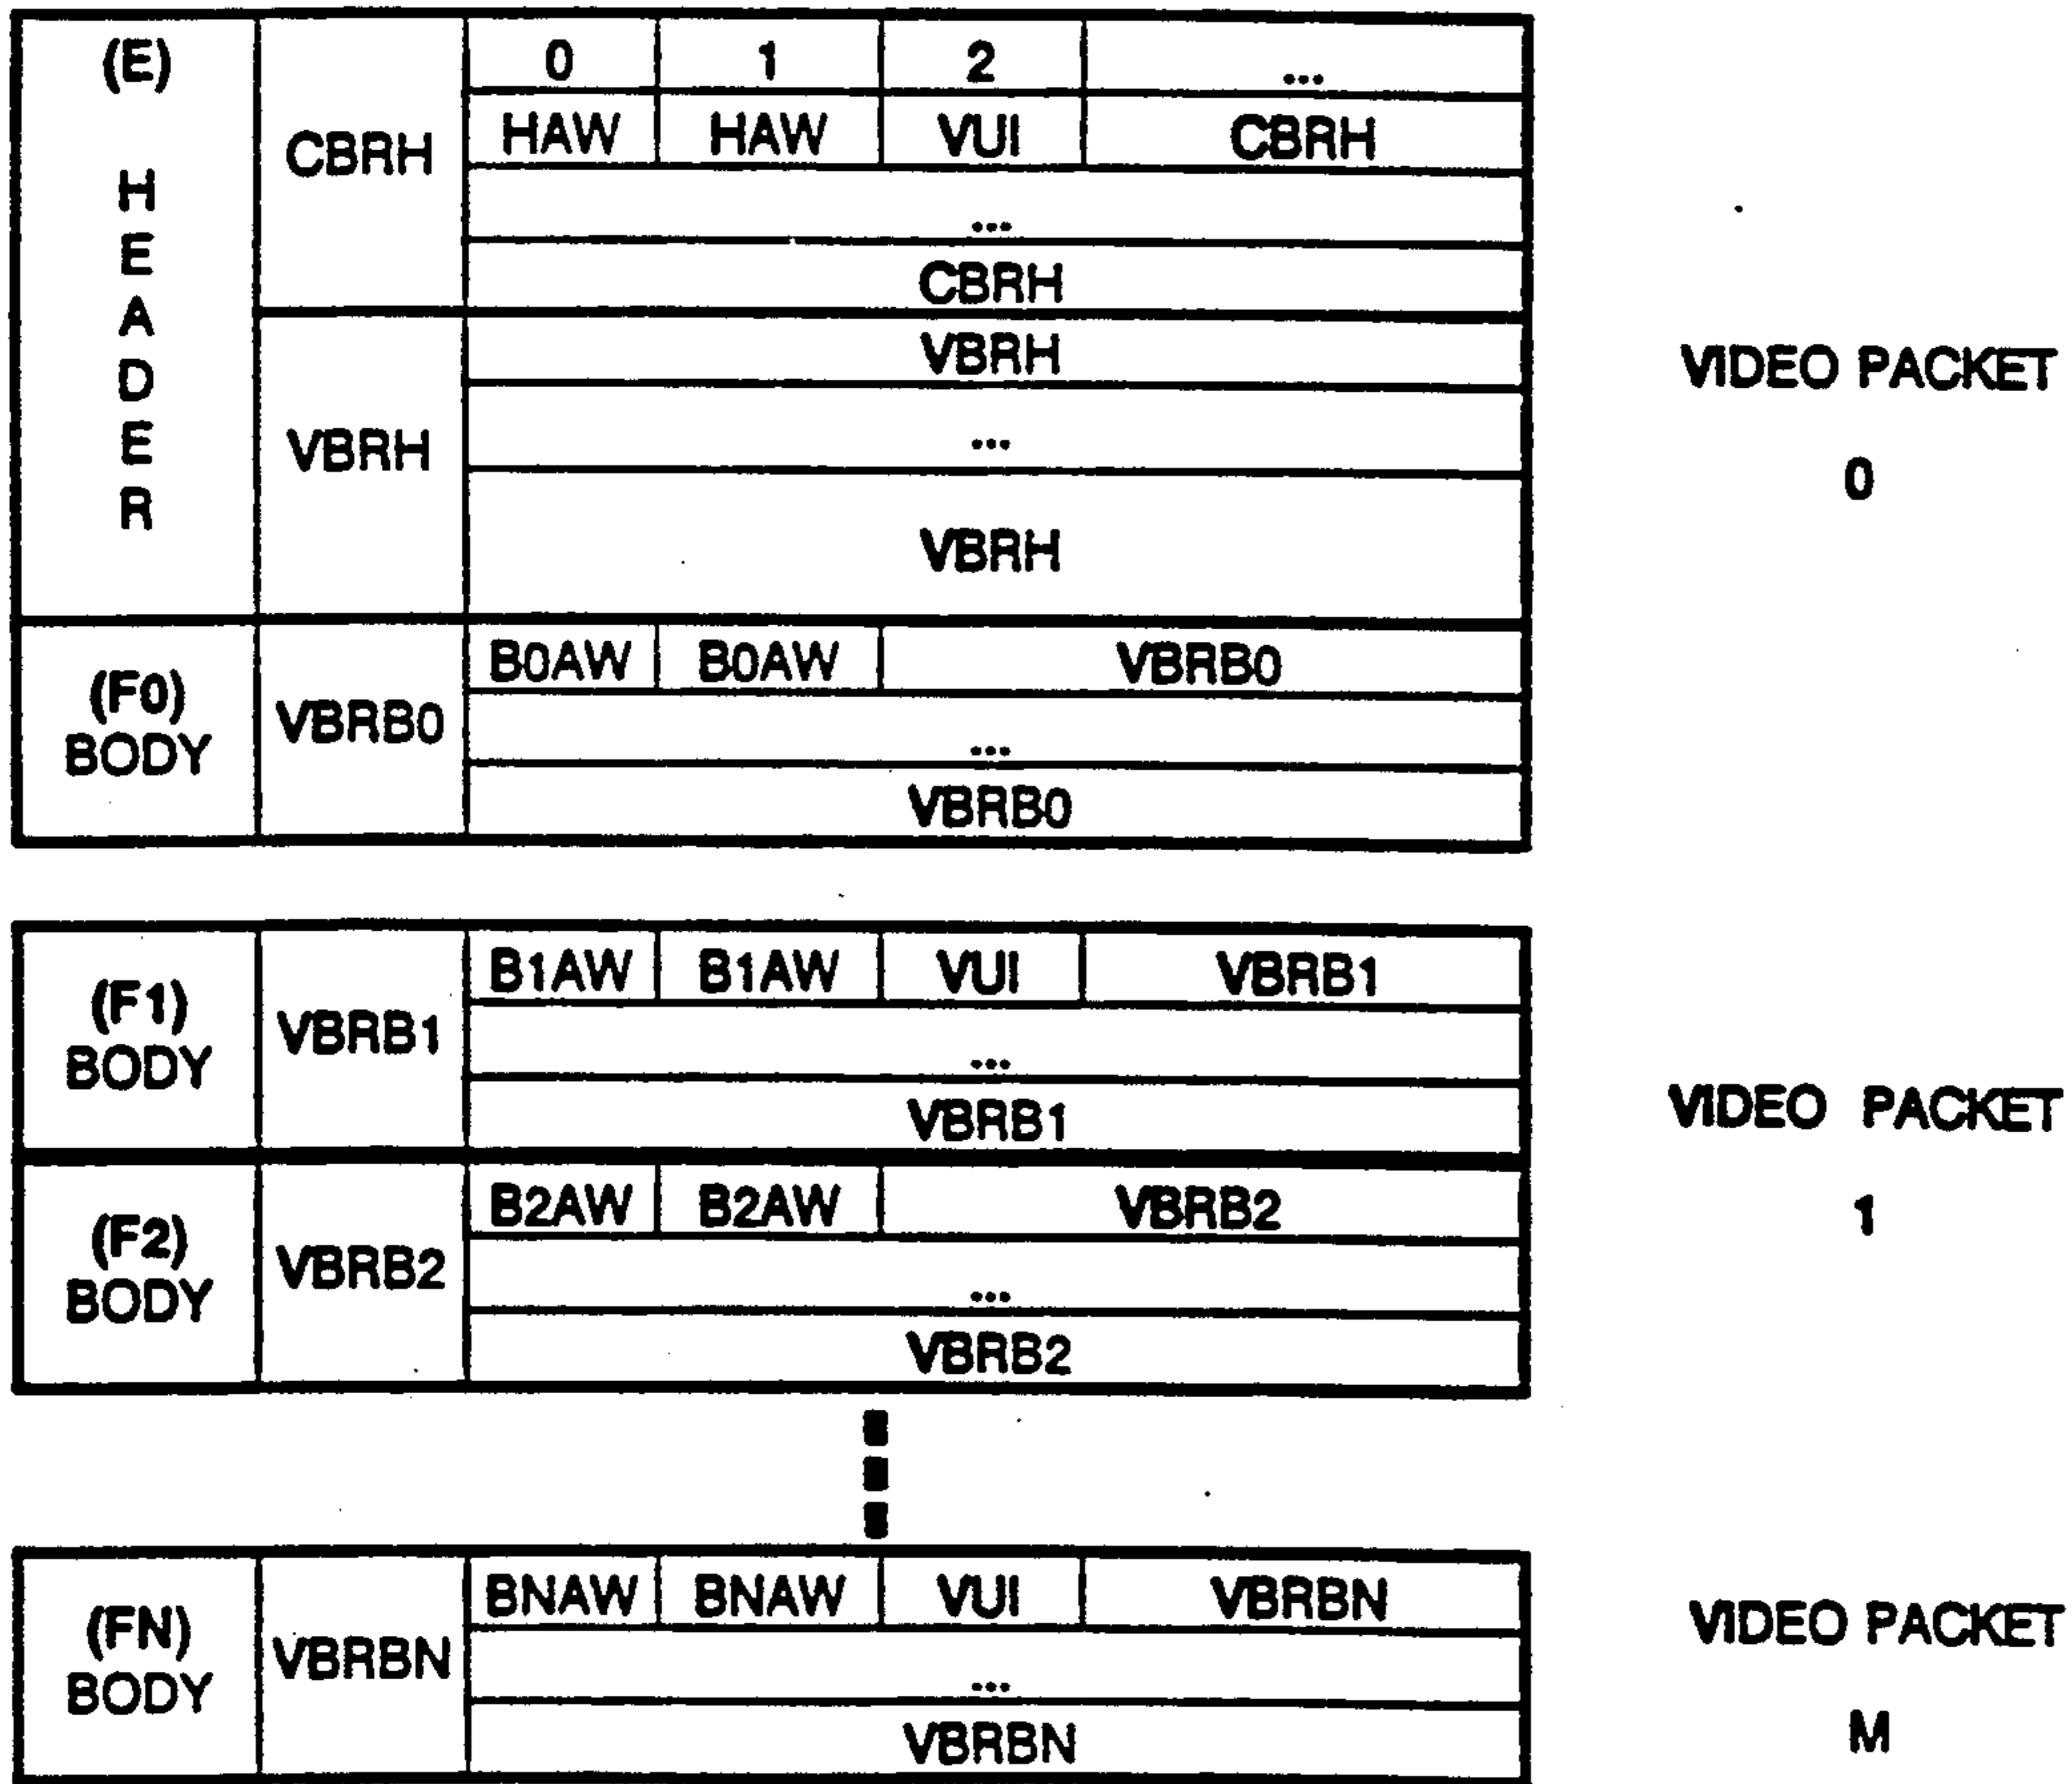 (E) 0 1 2 ...
HEADER
CBRH HAW HAW VUI CBRH
...
CBRH
VBRH VBRH
...
VBRH
VIDEO PACKET
0
(F0)
BODY
VBRB0 B0AW B0AW VBRB0
...
VBRB0
(F1)
BODY
VBRB1 B1AW B1AW VUI VBRB1
...
VBRB1
VIDEO PACKET
1
(F2)
BODY
VBRB2 B2AW B2AW VBRB2
...
VBRB2
(FN)
BODY
VBRBN BNAW BNAW VUI VBRBN
...
VBRBN
VIDEO PACKET
M